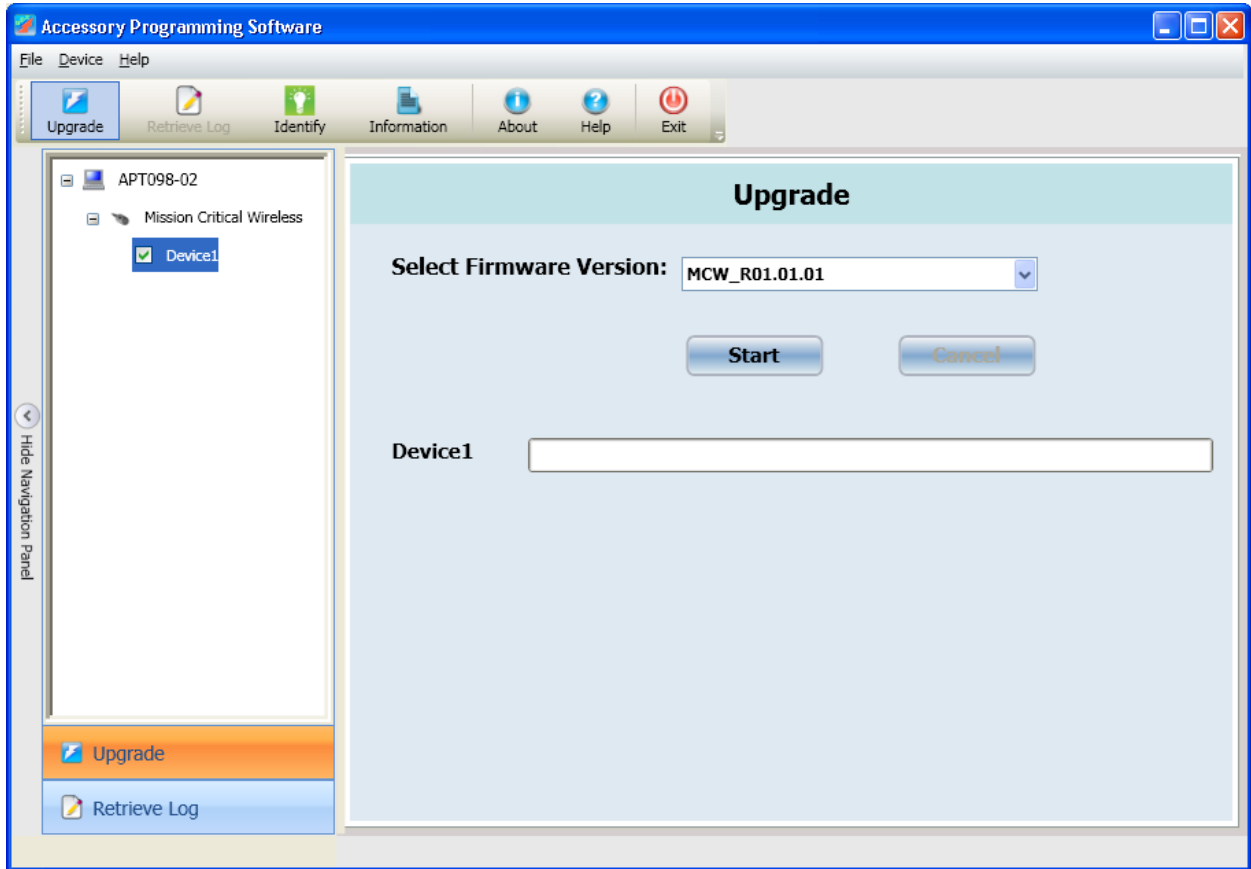 Accessory Programming Software
File Device Help
Upgrade Retrieve Log Identify Information About Help Exit
APT098-02
Mission Critical Wireless
Device1
Hide Navigation Panel
Upgrade
Retrieve Log
Upgrade
Select Firmware Version: MCW_R01.01.01
Start Cancel
Device1